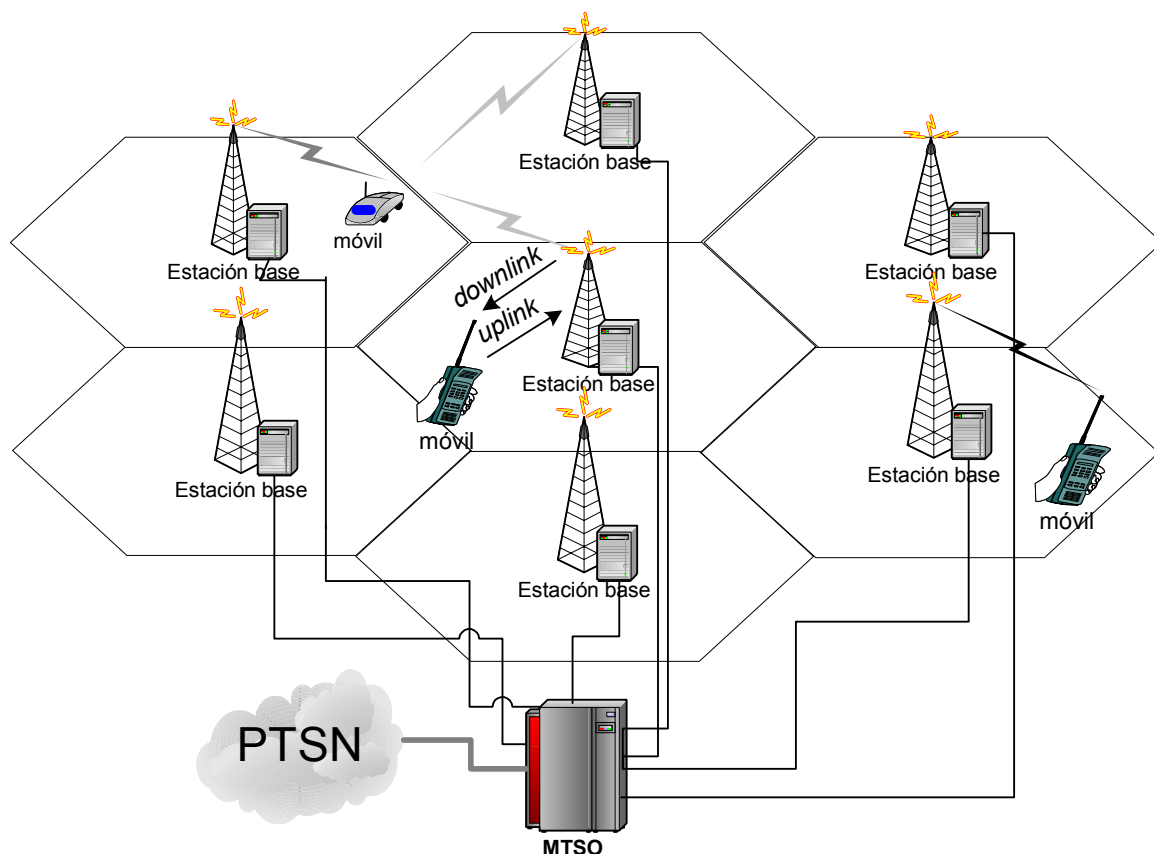 Estación base
Estación base
móvil
Estación base
Estación base
downlink
uplink
Estación base
móvil
Estación base
Estación base
móvil
Estación base
PTSN
MTSO